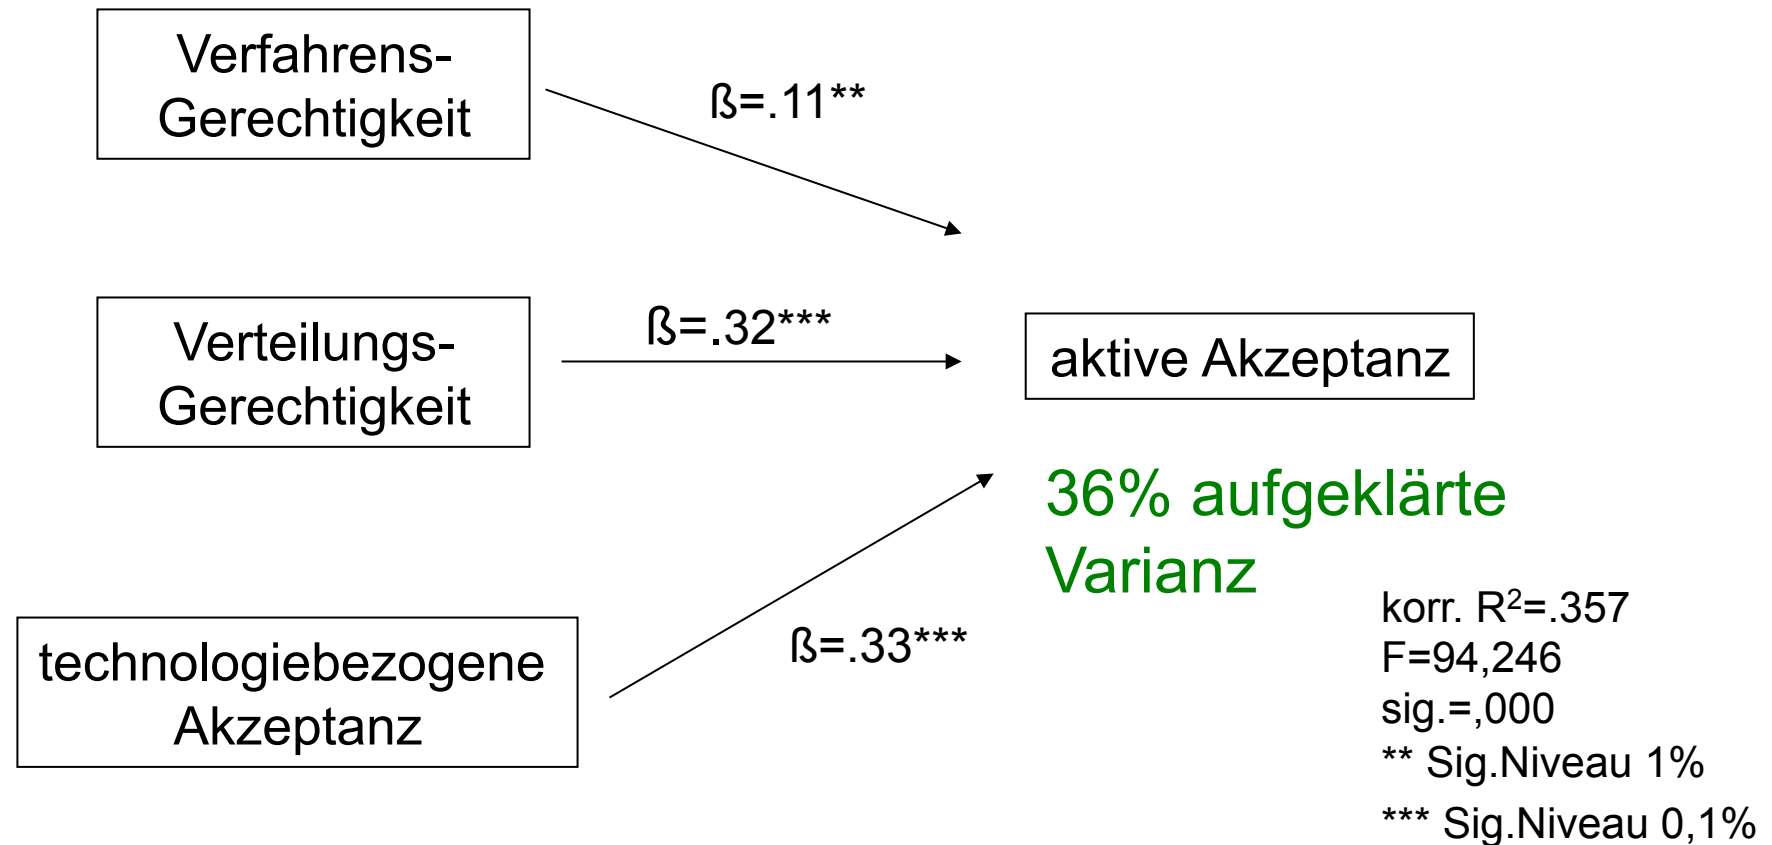 Verfahrens-
Gerechtigkeit
ß=.11**
Verteilungs-
Gerechtigkeit
ß=.32***
aktive Akzeptanz
36% aufgeklärte
Varianz
technologiebezogene
Akzeptanz
ß=.33***
korr. R²=.357
F=94,246
sig.=,000
** Sig.Niveau 1%
*** Sig.Niveau 0,1%